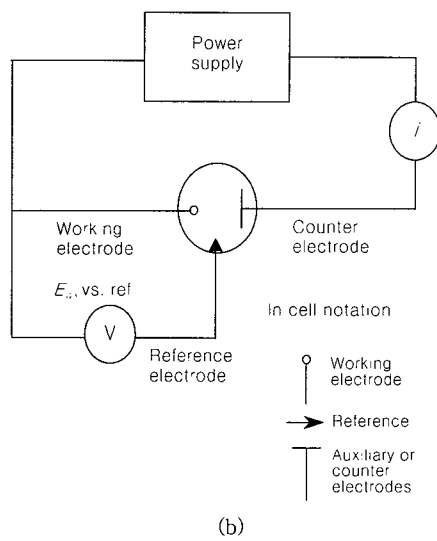 Power
supply
i
Working
electrode
Counter
electrode
vs. ref
V
Reference
electrode
In cell notation
Working
electrode
Reference
Auxiliary or
counter
electrodes
(b)